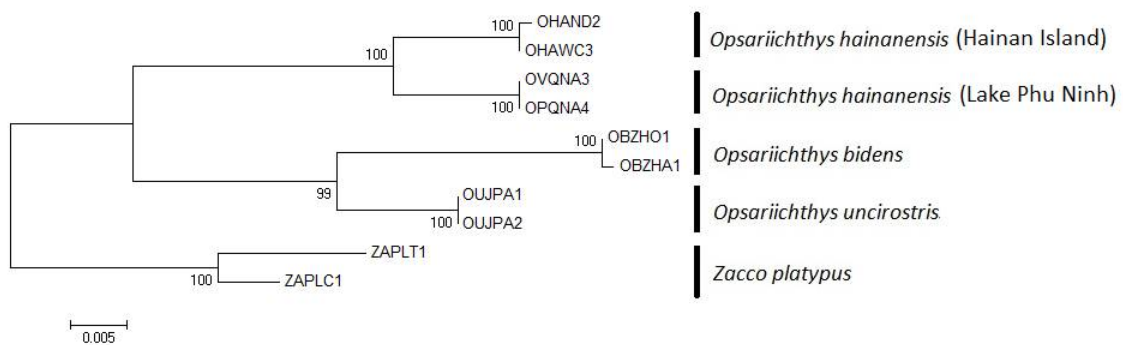 100 OHAND2
OHAWC3
Opsariichthys hainanensis (Hainan Island)
100
OVQNA3
100 OPQNA4
Opsariichthys hainanensis (Lake Phu Ninh)
100 OBZHO1
OBZHA1
Opsariichthys bidens
99
OUJPA1
100 OUJPA2
Opsariichthys uncirostris
ZAPLT1
100
ZAPLC1
Zacco platypus
0.005